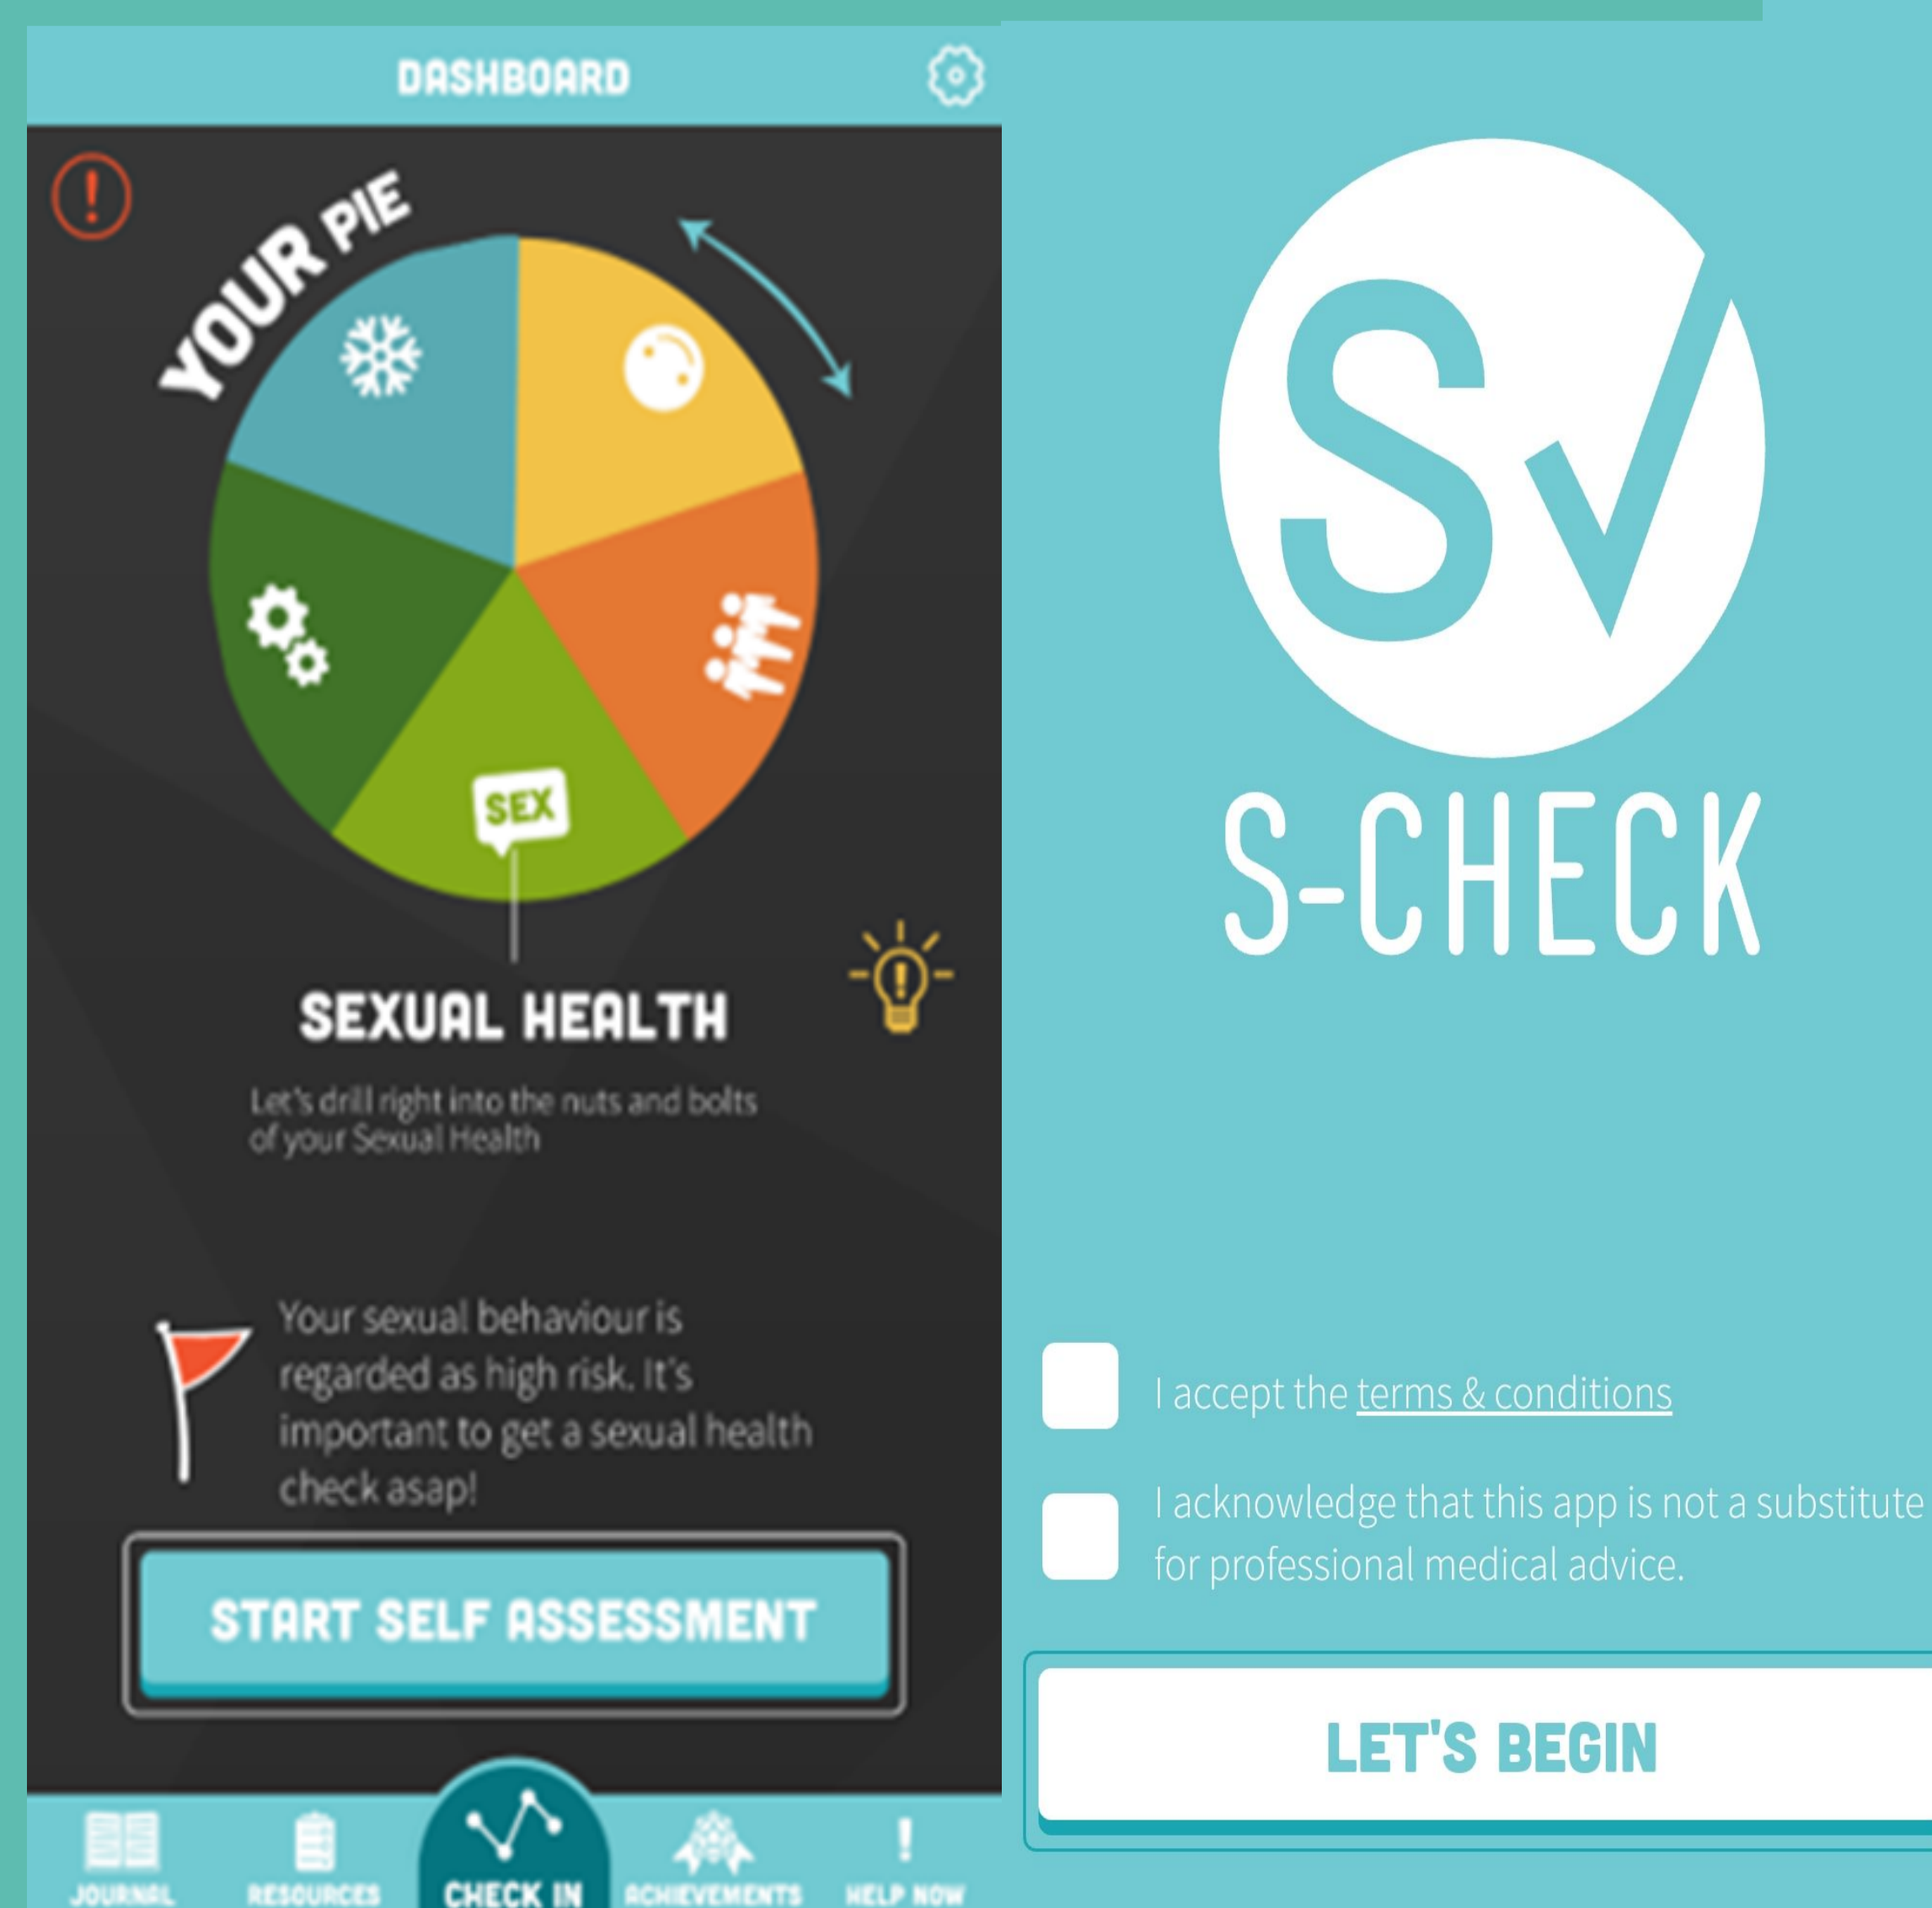 DASHBOARD
YOUR PIE
SEX
SEXUAL HEALTH
Let's drill right into the nuts and bolts
of your Sexual Health
Your sexual behaviour is
regarded as high risk. It's
important to get a sexual health
check asap!
START SELF ASSESSMENT
JOURNAL
RESOURCES
CHECK IN
ACHIEVEMENTS
HELP NOW
S
S-CHECK
I accept the terms & conditions
I acknowledge that this app is not a substitute
for professional medical advice.
LET'S BEGIN